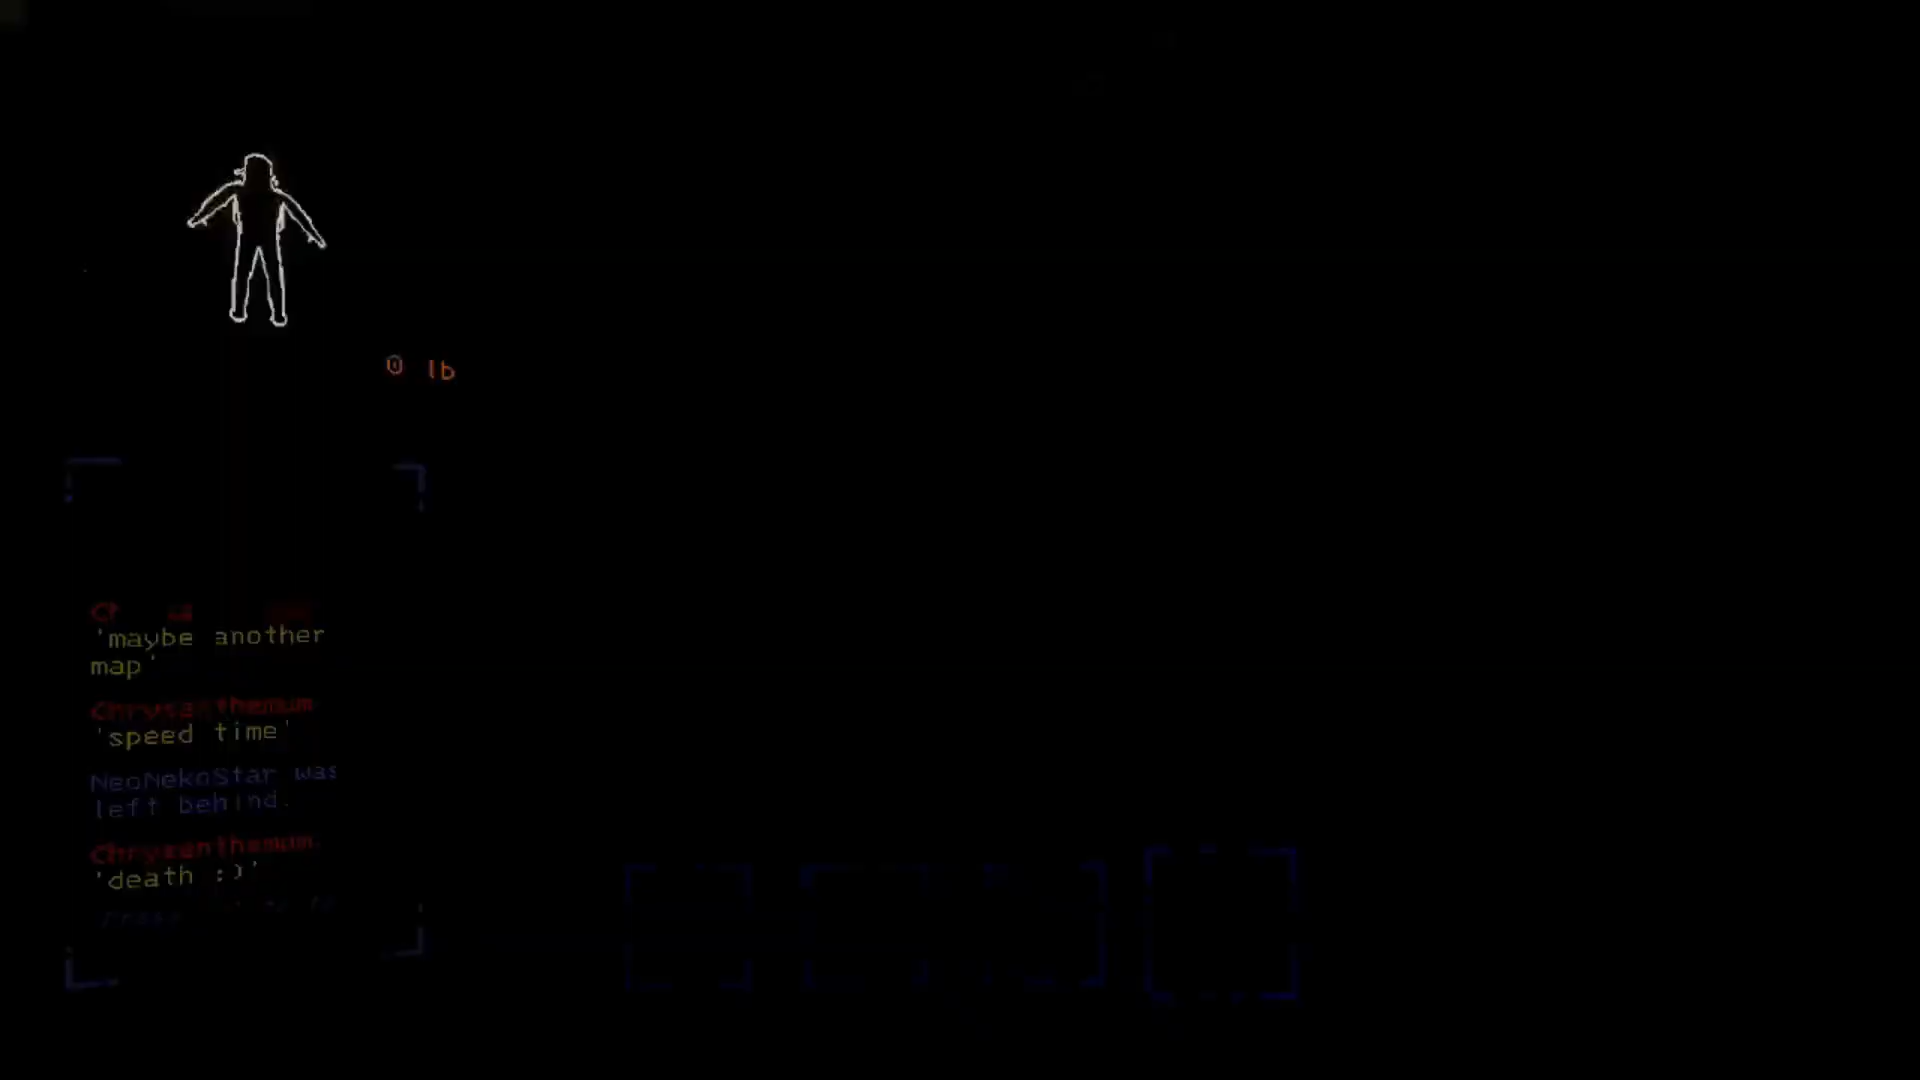 0 lb
'maybe another
map'
Chrysanthemum
'speed time'
NeoNekoStar was
left behind.
Chrysanthemum
'death :)'